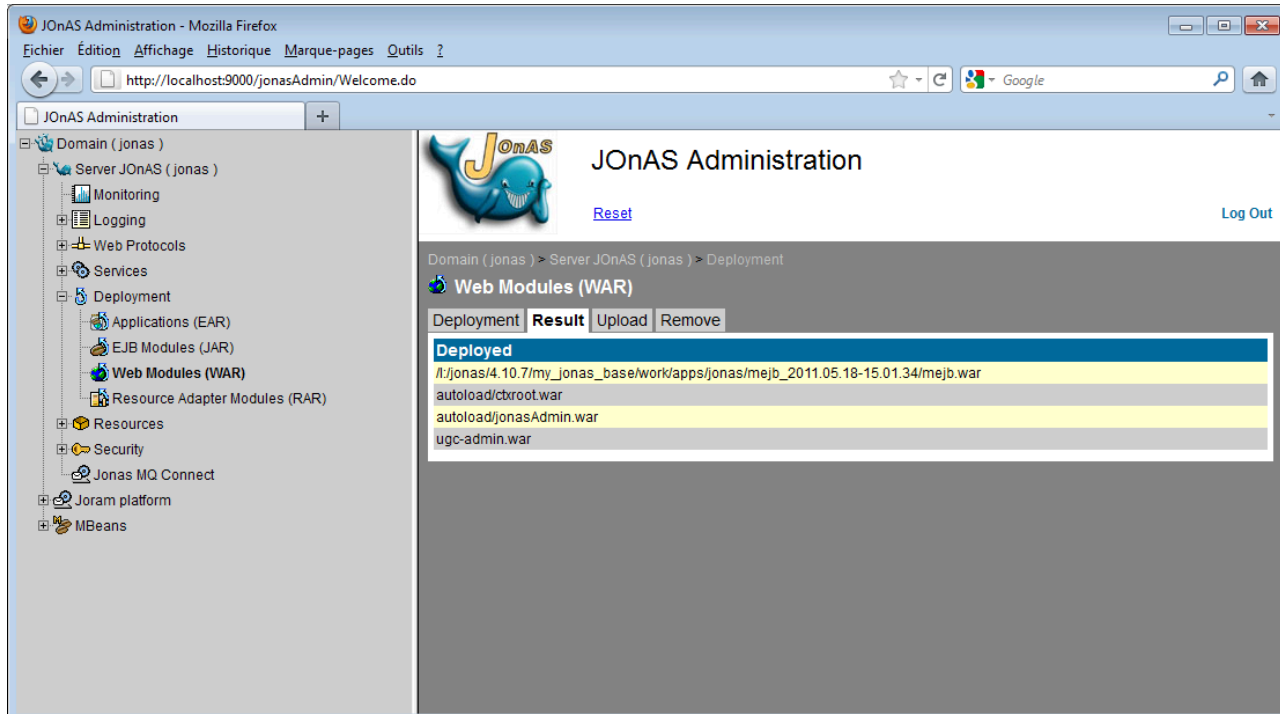 JOnAS Administration - Mozilla Firefox
Fichier Édition Affichage Historique Marque-pages Outils ?
http://localhost:9000/jonasAdmin/Welcome.do
Google
JOnAS Administration
Domain ( jonas )
Server JOnAS ( jonas )
Monitoring
Logging
Web Protocols
Services
Deployment
Applications (EAR)
EJB Modules (JAR)
Web Modules (WAR)
Resource Adapter Modules (RAR)
Resources
Security
Jonas MQ Connect
Joram platform
MBeans
JOnAS
JOnAS Administration
Reset
Log Out
Domain ( jonas ) > Server JOnAS ( jonas ) > Deployment
Web Modules (WAR)
Deployment Result Upload Remove
Deployed
/I:/jonas/4.10.7/my_jonas_base/work/apps/jonas/mejb_2011.05.18-15.01.34/mejb.war
autoload/ctxroot.war
autoload/jonasAdmin.war
ugc-admin.war